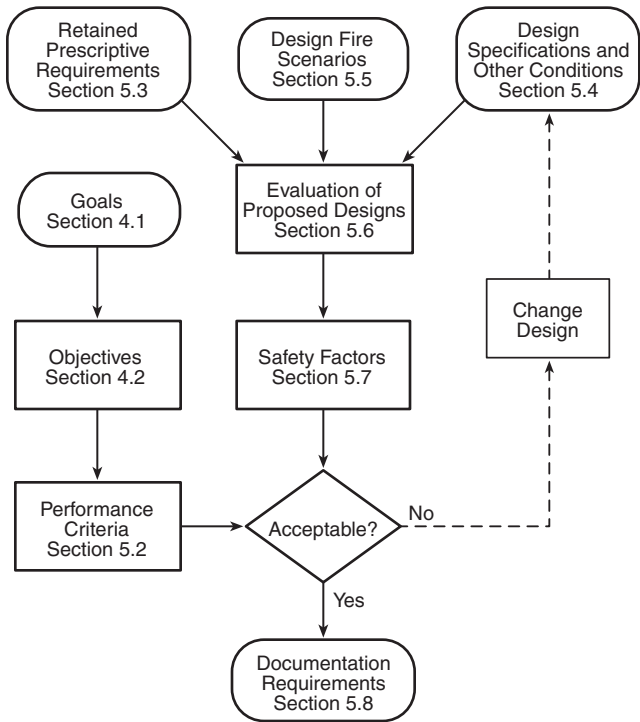 Retained
Prescriptive
Requirements
Section 5.3
Design Fire
Scenarios
Section 5.5
Design
Specifications and
Other Conditions
Section 5.4
Goals
Section 4.1
Evaluation of
Proposed Designs
Section 5.6
Change
Design
Objectives
Section 4.2
Safety Factors
Section 5.7
Performance
Criteria
Section 5.2
Acceptable?
No
Yes
Documentation
Requirements
Section 5.8